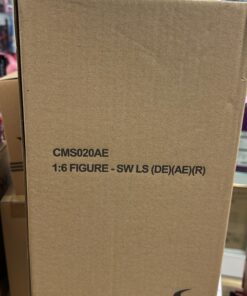 CMS020AE
1:6 FIGURE - SW LS (DE)(AE)(R)